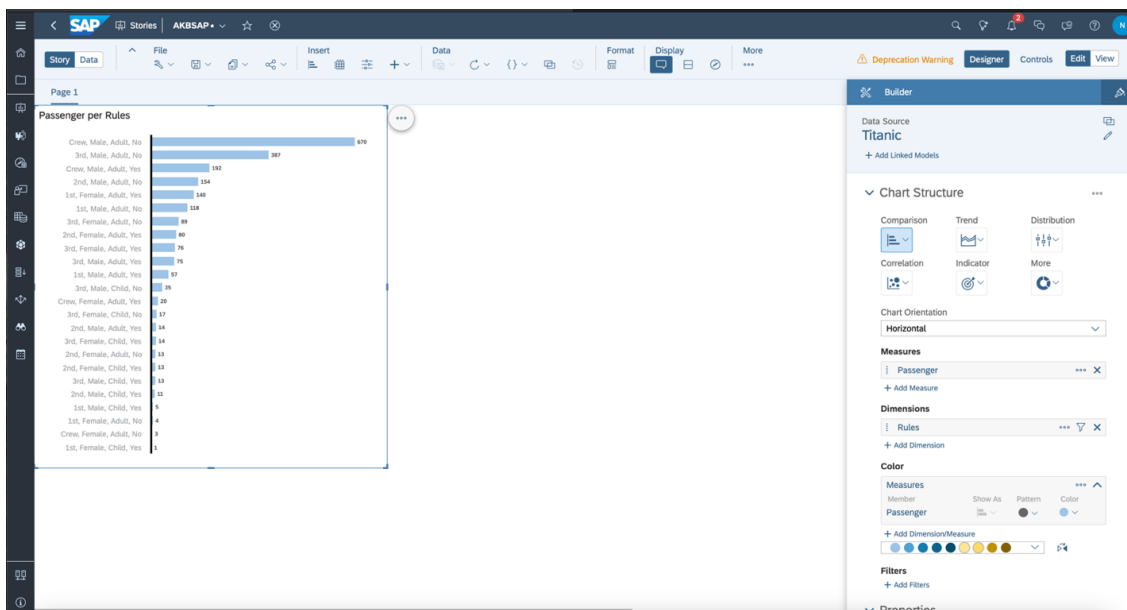 SAP Stories AKBSAP
2
N
Story Data
File
Insert
Data
Format
Display
More
Deprecation Warning
Designer
Controls
Edit View
Page 1
Builder
Passenger per Rules
Crew, Male, Adult, No 670
3rd, Male, Adult, No 387
Crew, Male, Adult, Yes 192
2nd, Male, Adult, No 154
1st, Female, Adult, Yes 140
1st, Male, Adult, No 118
3rd, Female, Adult, No 89
2nd, Female, Adult, Yes 80
3rd, Female, Adult, Yes 76
3rd, Male, Adult, Yes 75
1st, Male, Adult, Yes 57
3rd, Male, Child, No 35
Crew, Female, Adult, Yes 20
3rd, Female, Child, No 17
2nd, Male, Adult, Yes 14
3rd, Female, Child, Yes 14
2nd, Female, Adult, No 13
2nd, Female, Child, Yes 13
3rd, Male, Child, Yes 13
2nd, Male, Child, Yes 11
1st, Male, Child, Yes 5
1st, Female, Adult, No 4
Crew, Female, Adult, No 3
1st, Female, Child, Yes 1
Data Source
Titanic
+ Add Linked Models
Chart Structure
Comparison Trend Distribution
Correlation Indicator More
Chart Orientation
Horizontal
Measures
Passenger
+ Add Measure
Dimensions
Rules
+ Add Dimension
Color
Measures
Member Show As Pattern Color
Passenger
+ Add Dimension/Measure
Filters
+ Add Filters
Properties